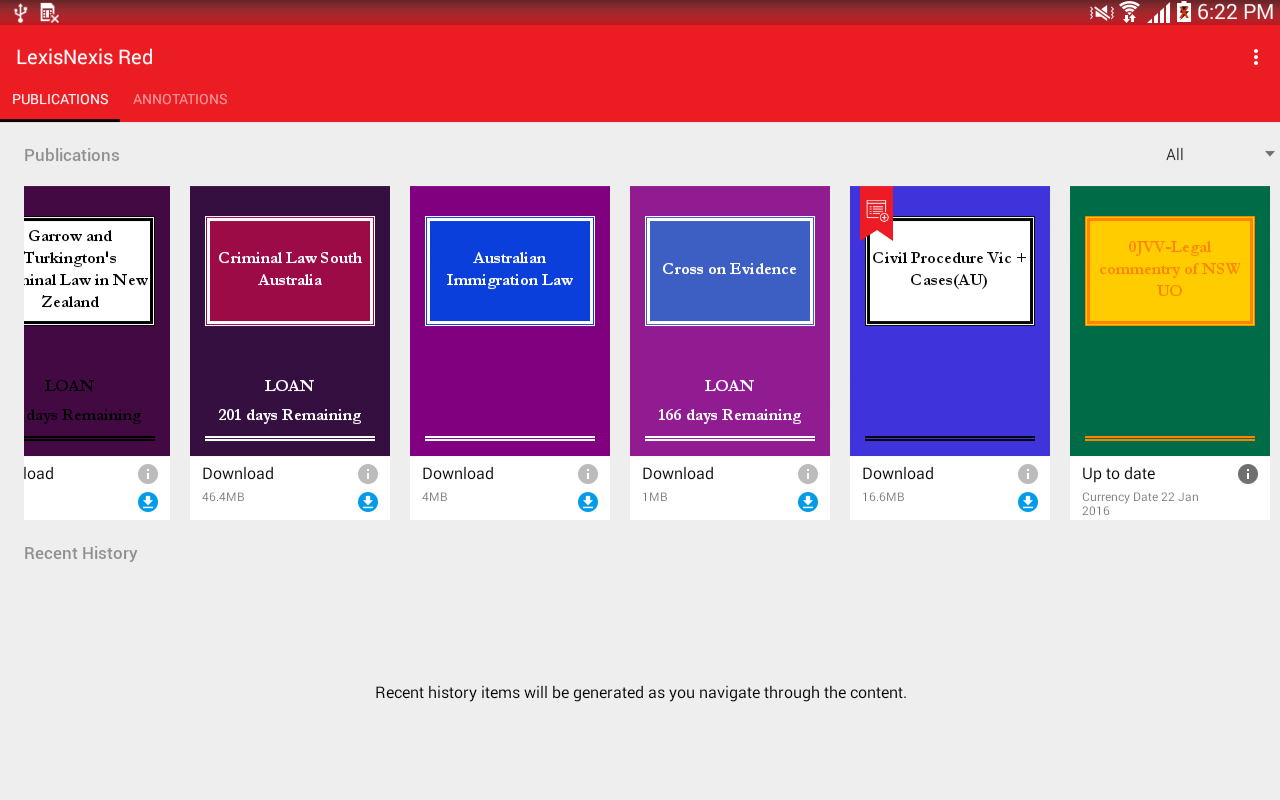 6:22 PM
LexisNexis Red
PUBLICATIONS ANNOTATIONS
Publications
All
Garrow and
Turkington's
minal Law in New
Zealand
LOAN
days Remaining
load
Criminal Law South
Australia
LOAN
201 days Remaining
Download
46.4MB
Australian
Immigration Law
Download
4MB
Cross on Evidence
LOAN
166 days Remaining
Download
1MB
Civil Procedure Vic +
Cases(AU)
Download
16.6MB
0JVV-Legal
commentry of NSW
UO
Up to date
Currency Date 22 Jan
2016
Recent History
Recent history items will be generated as you navigate through the content.